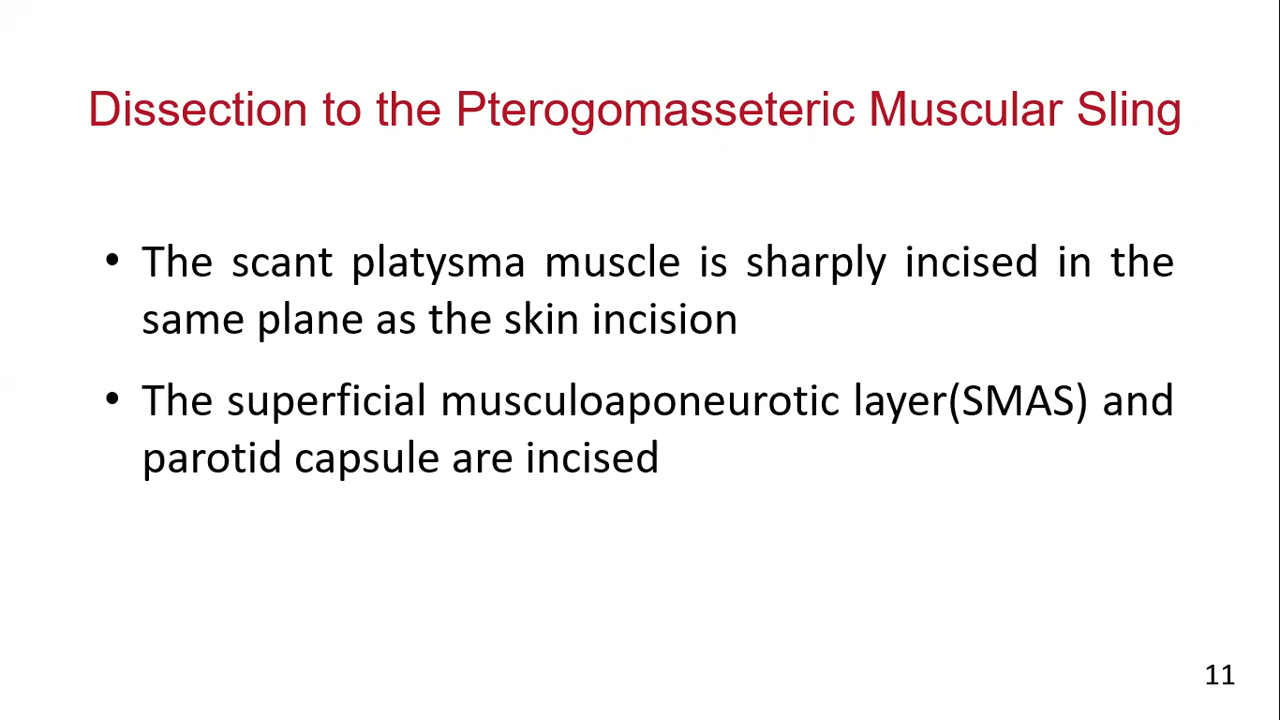 Dissection to the Pterogomasseteric Muscular Sling
• The scant platysma muscle is sharply incised in the
same plane as the skin incision
• The superficial musculoaponeurotic layer(SMAS) and
parotid capsule are incised
11